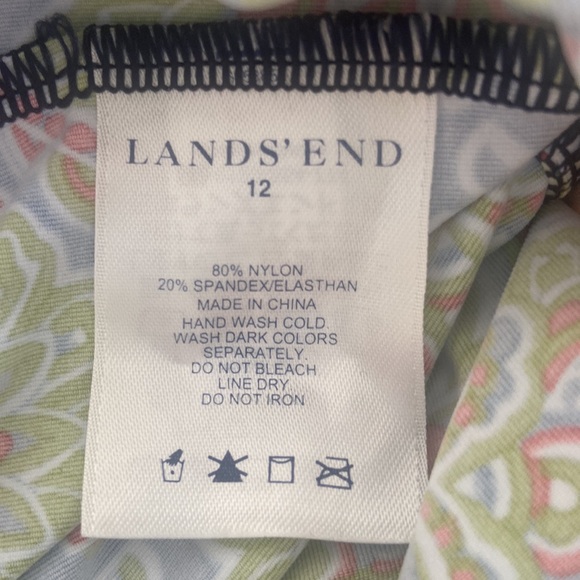 LANDS' END
12
80% NYLON
20% SPANDEX/ELASTHAN
MADE IN CHINA
HAND WASH COLD.
WASH DARK COLORS
SEPARATELY.
DO NOT BLEACH
LINE DRY
DO NOT IRON